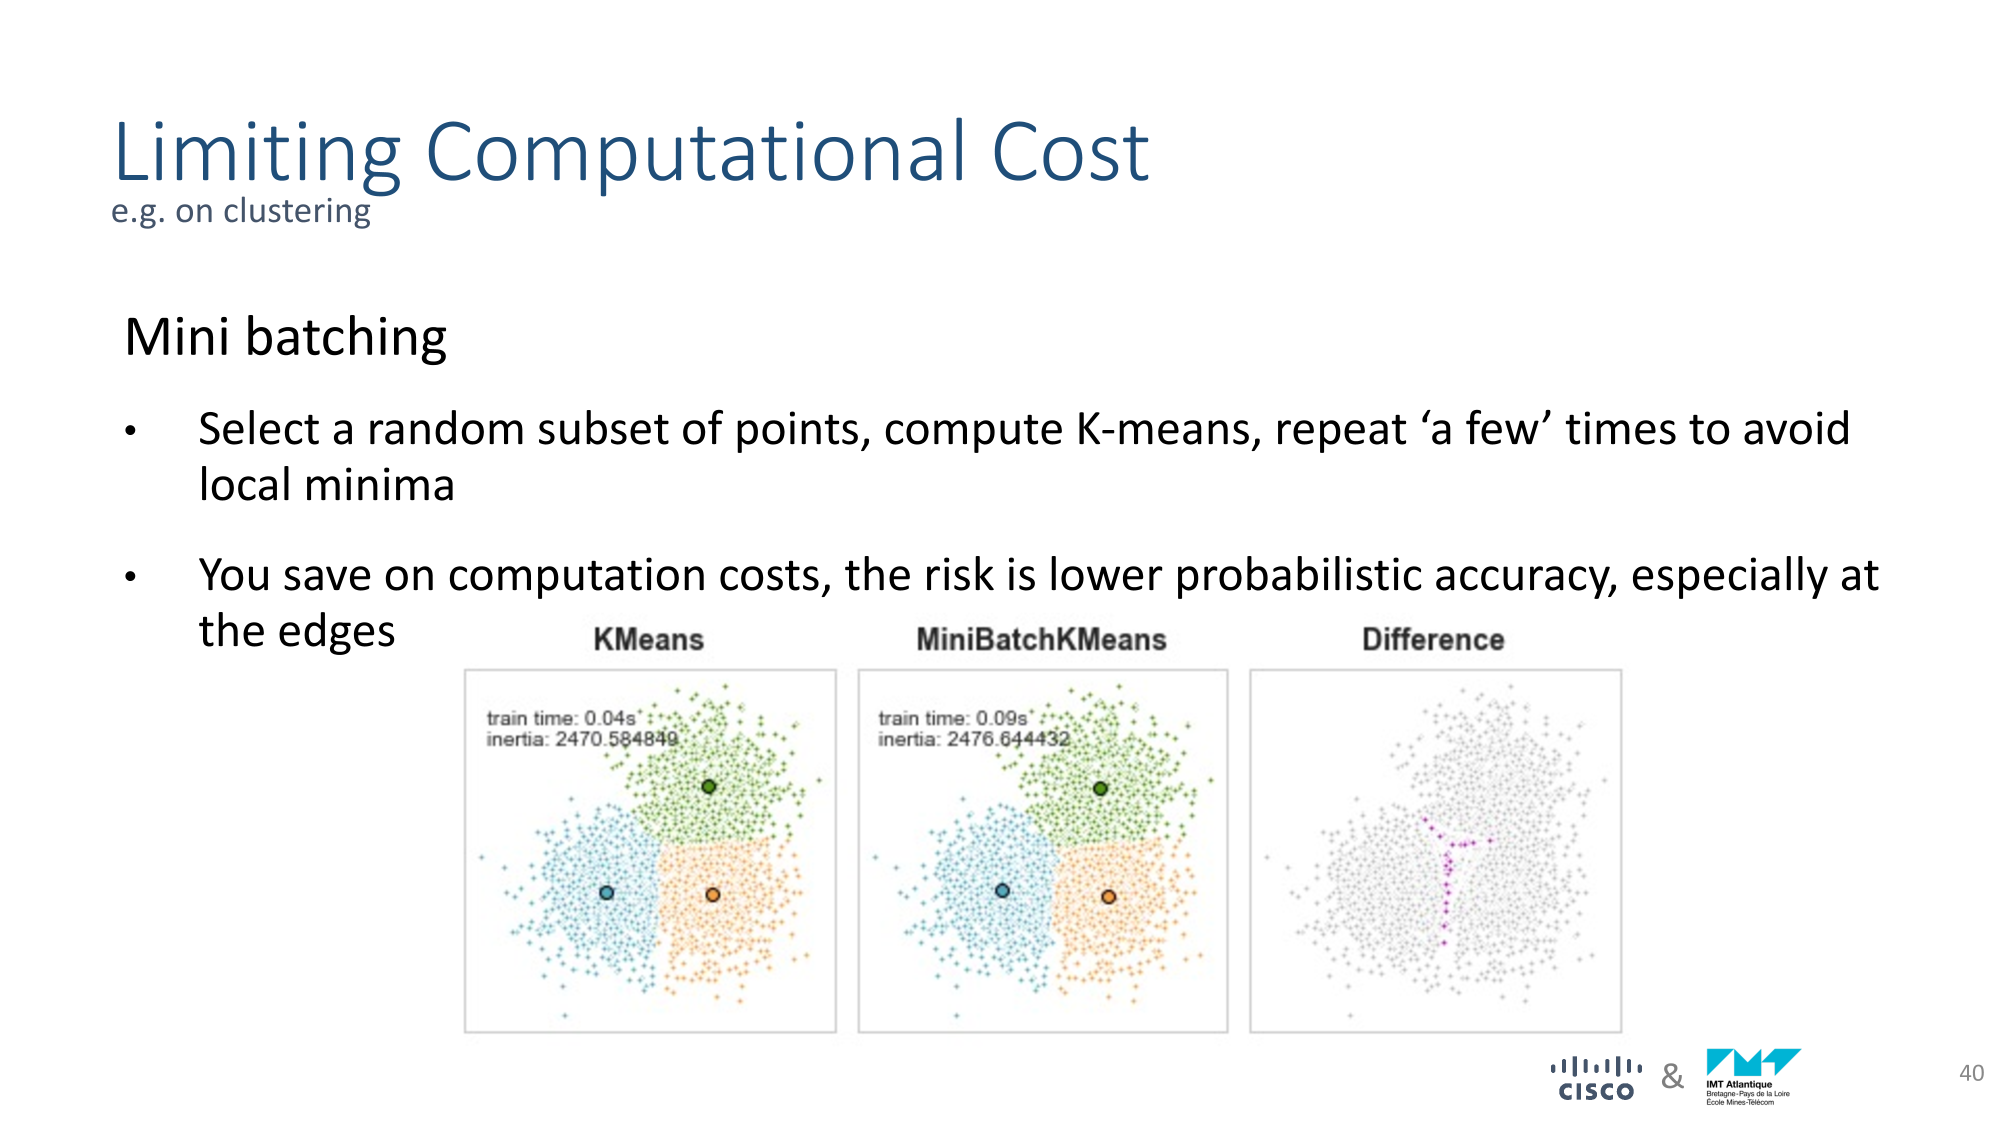 Limiting Computational Cost
e.g. on clustering
Mini batching
• Select a random subset of points, compute K-means, repeat ‘a few’ times to avoid
local minima
• You save on computation costs, the risk is lower probabilistic accuracy, especially at
the edges
KMeans
MiniBatchKMeans
Difference
train time: 0.04s
inertia: 2470.584849
train time: 0.09s
inertia: 2476.644432
CISCO
&
IMT Atlantique
Bretagne-Pays de la Loire
École Mines-Télécom
40